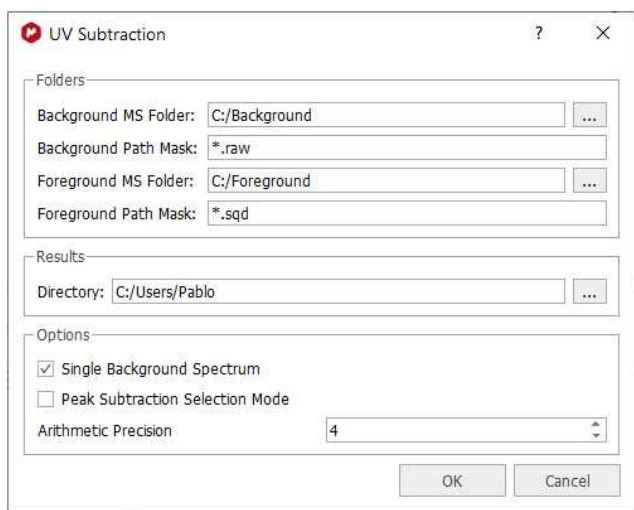 UV Subtraction ?
Folders
Background MS Folder: C:/Background ...
Background Path Mask: *.raw
Foreground MS Folder: C:/Foreground ...
Foreground Path Mask: *.sqd
Results
Directory: C:/Users/Pablo ...
Options
Single Background Spectrum
Peak Subtraction Selection Mode
Arithmetic Precision 4
OK Cancel